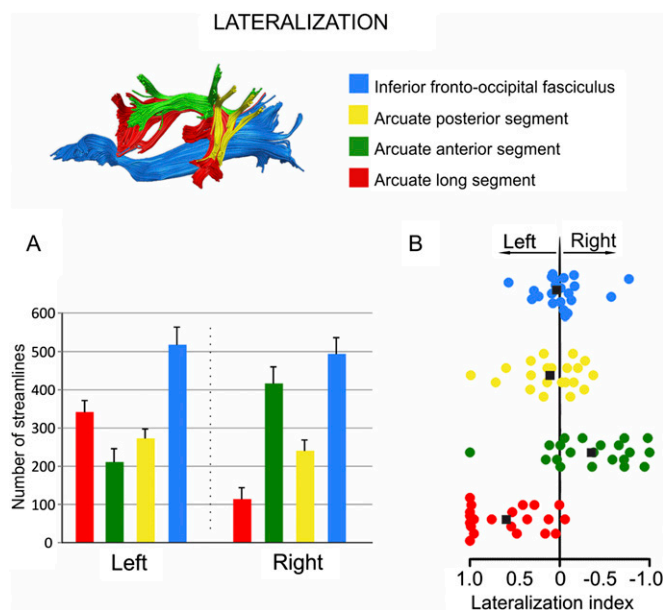 LATERALIZATION
Inferior fronto-occipital fasciculus
Arcuate posterior segment
Arcuate anterior segment
Arcuate long segment
A
Number of streamlines
600
500
400
300
200
100
0
Left
Right
B
Left
Right
1.0
0.5
0
-0.5
-1.0
Lateralization index